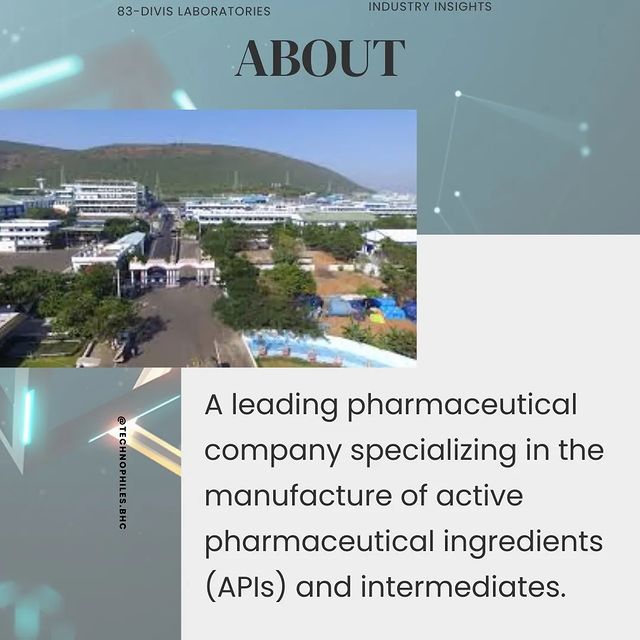 83-DIVIS LABORATORIES
INDUSTRY INSIGHTS
ABOUT
A leading pharmaceutical
company specializing in the
manufacture of active
pharmaceutical ingredients
(APIs) and intermediates.
@TECHNOPHILES.BHC